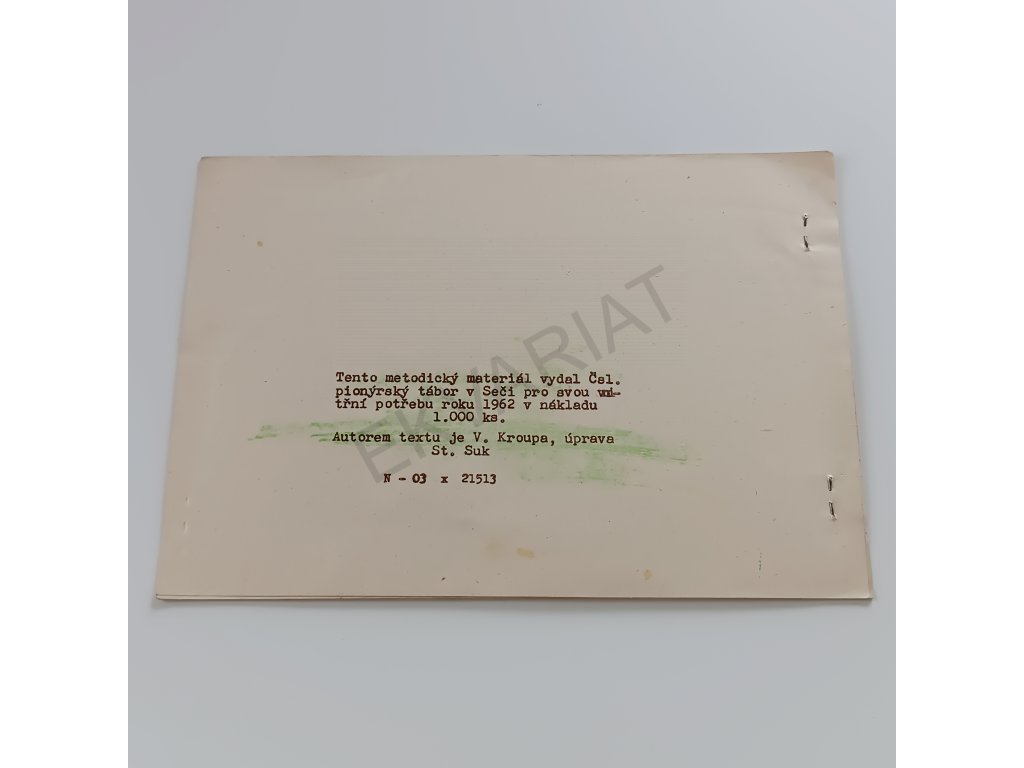 Tento metodický materiál vydal Čsl.
pionýrský tábor v Seči pro svou vni-
třní potřebu roku 1962 v nákladu
1.000 ks.
Autorem textu je V. Kroupa, úprava
St. Suk
N - 03 x 21513
EKVARIAT